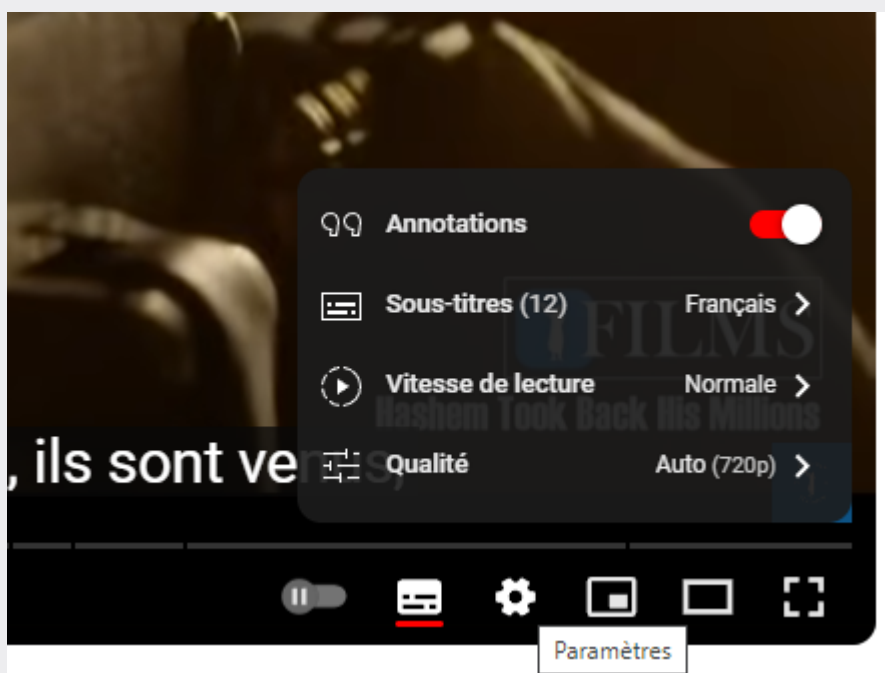 Annotations
Sous-titres (12) Français
FILMS
Vitesse de lecture Normale
Hashem Took Back His Millions
, ils sont venus,
Qualité Auto (720p)
Paramètres